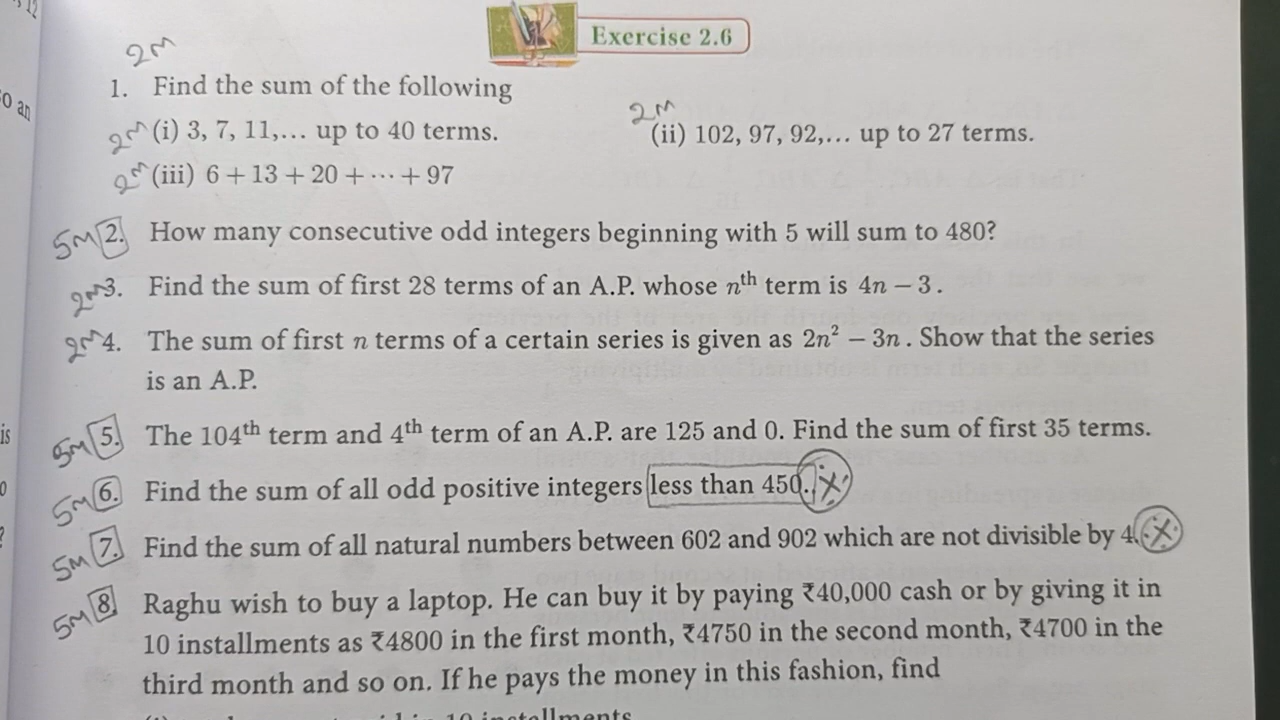 Exercise 2.6
2M
1. Find the sum of the following
2M (i) 3, 7, 11,... up to 40 terms.
2M (ii) 102, 97, 92,... up to 27 terms.
2M (iii) 6 + 13 + 20 + ⋯ + 97
5M 2. How many consecutive odd integers beginning with 5 will sum to 480?
2M 3. Find the sum of first 28 terms of an A.P. whose nᵗʰ term is 4n − 3.
2M 4. The sum of first n terms of a certain series is given as 2n² − 3n. Show that the series
is an A.P.
5M 5. The 104ᵗʰ term and 4ᵗʰ term of an A.P. are 125 and 0. Find the sum of first 35 terms.
5M 6. Find the sum of all odd positive integers less than 450.
5M 7. Find the sum of all natural numbers between 602 and 902 which are not divisible by 4.
5M 8. Raghu wish to buy a laptop. He can buy it by paying ₹40,000 cash or by giving it in
10 installments as ₹4800 in the first month, ₹4750 in the second month, ₹4700 in the
third month and so on. If he pays the money in this fashion, find
10 installments